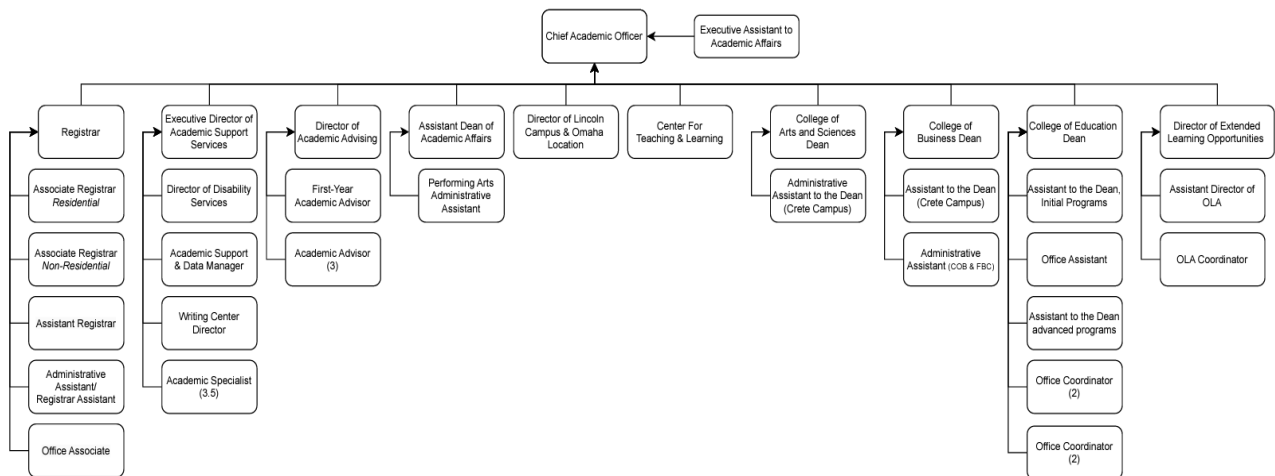 Chief Academic Officer
Executive Assistant to
Academic Affairs
Registrar
Associate Registrar
Residential
Associate Registrar
Non-Residential
Assistant Registrar
Administrative
Assistant/
Registrar Assistant
Office Associate
Executive Director of
Academic Support
Services
Director of Disability
Services
Academic Support
& Data Manager
Writing Center
Director
Academic Specialist
(3.5)
Director of
Academic Advising
First-Year
Academic Advisor
Academic Advisor
(3)
Assistant Dean of
Academic Affairs
Performing Arts
Administrative
Assistant
Director of Lincoln
Campus & Omaha
Location
Center For
Teaching & Learning
College of
Arts and Sciences
Dean
Administrative
Assistant to the Dean
(Crete Campus)
College of
Business Dean
Assistant to the Dean
(Crete Campus)
Administrative
Assistant (COB & FBC)
College of Education
Dean
Assistant to the Dean,
Initial Programs
Office Assistant
Assistant to the Dean
advanced programs
Office Coordinator
(2)
Office Coordinator
(2)
Director of Extended
Learning Opportunities
Assistant Director of
OLA
OLA Coordinator